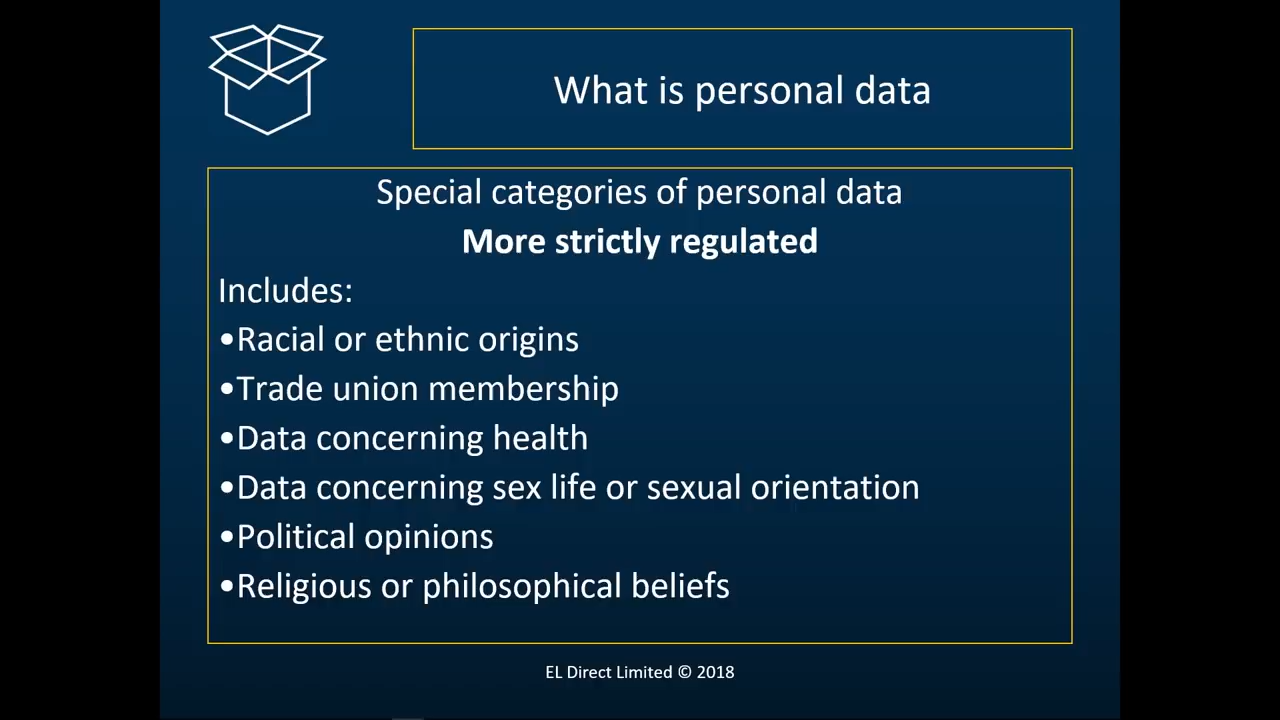 What is personal data
Special categories of personal data
More strictly regulated
Includes:
•Racial or ethnic origins
•Trade union membership
•Data concerning health
•Data concerning sex life or sexual orientation
•Political opinions
•Religious or philosophical beliefs
EL Direct Limited © 2018